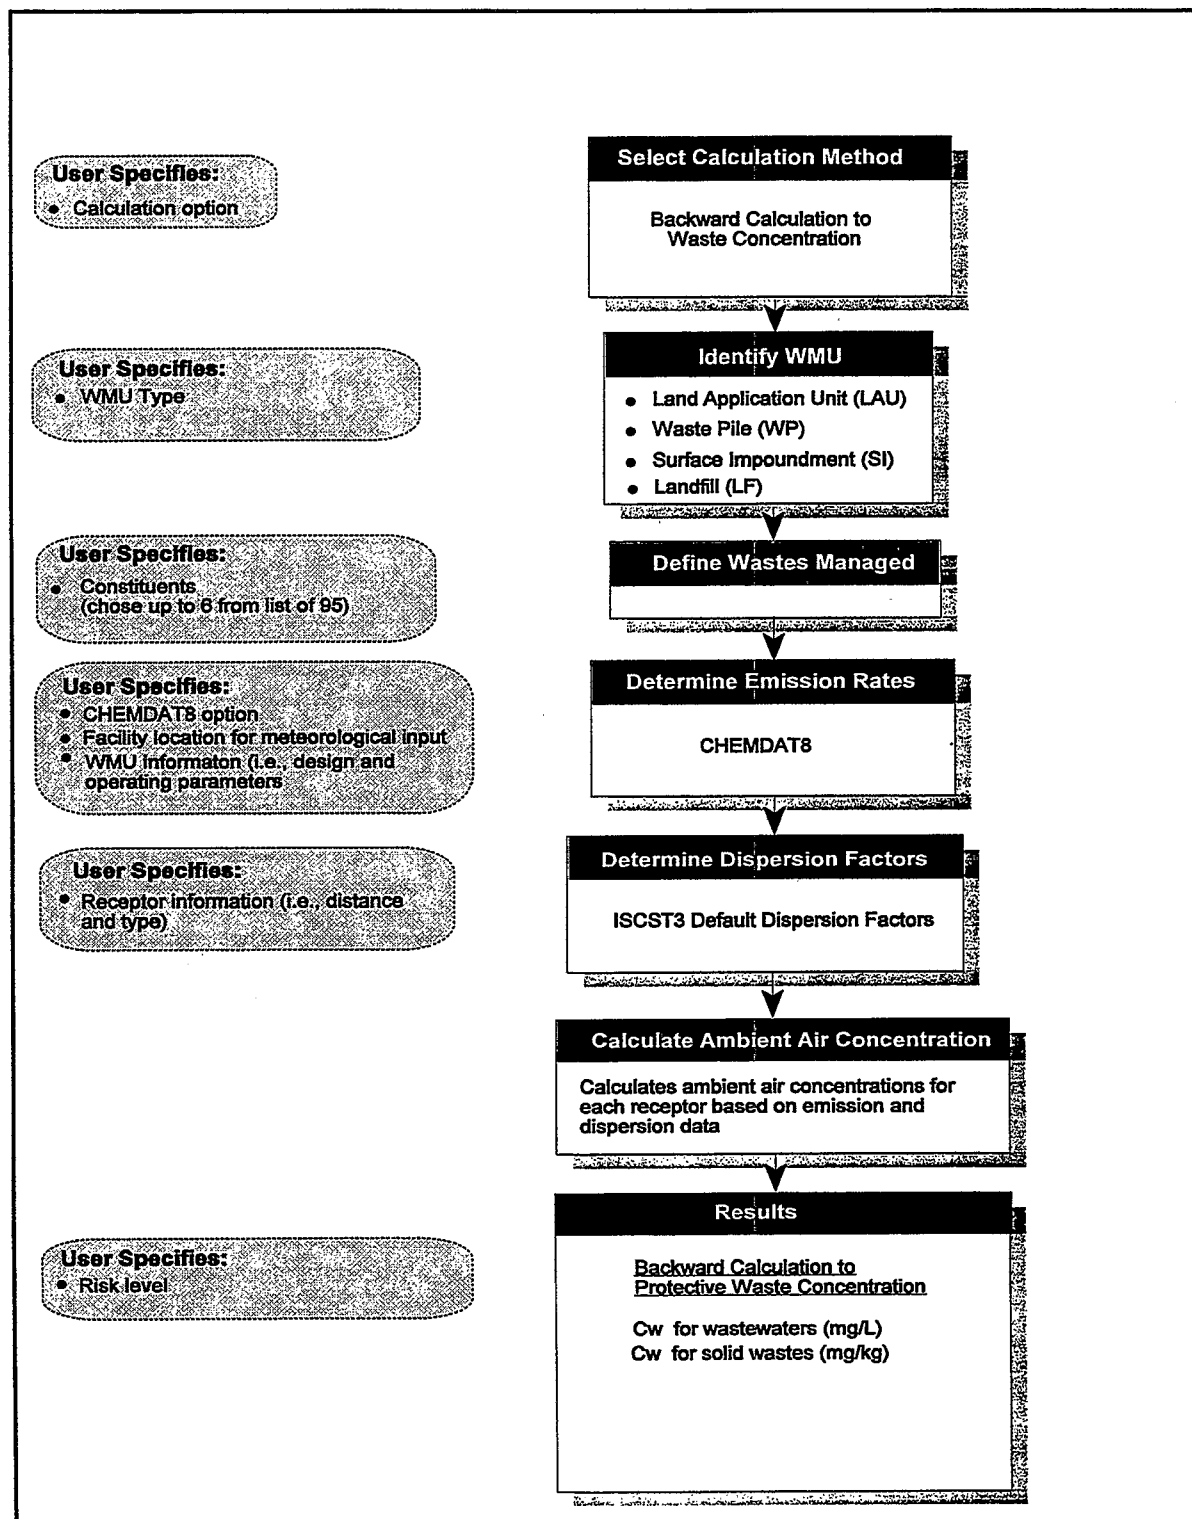 User Specifies:
• Calculation option
Select Calculation Method
Backward Calculation to
Waste Concentration
User Specifies:
• WMU Type
Identify WMU
• Land Application Unit (LAU)
• Waste Pile (WP)
• Surface Impoundment (SI)
• Landfill (LF)
User Specifies:
• Constituents
(chose up to 6 from list of 95)
Define Wastes Managed
User Specifies:
• CHEMDAT8 option
• Facility location for meteorological input
• WMU Informaton (i.e., design and
operating parameters
Determine Emission Rates
CHEMDAT8
User Specifies:
• Receptor information (i.e., distance
and type)
Determine Dispersion Factors
ISCST3 Default Dispersion Factors
Calculate Ambient Air Concentration
Calculates ambient air concentrations for
each receptor based on emission and
dispersion data
User Specifies:
• Risk level
Results
Backward Calculation to
Protective Waste Concentration
Cw for wastewaters (mg/L)
Cw for solid wastes (mg/kg)